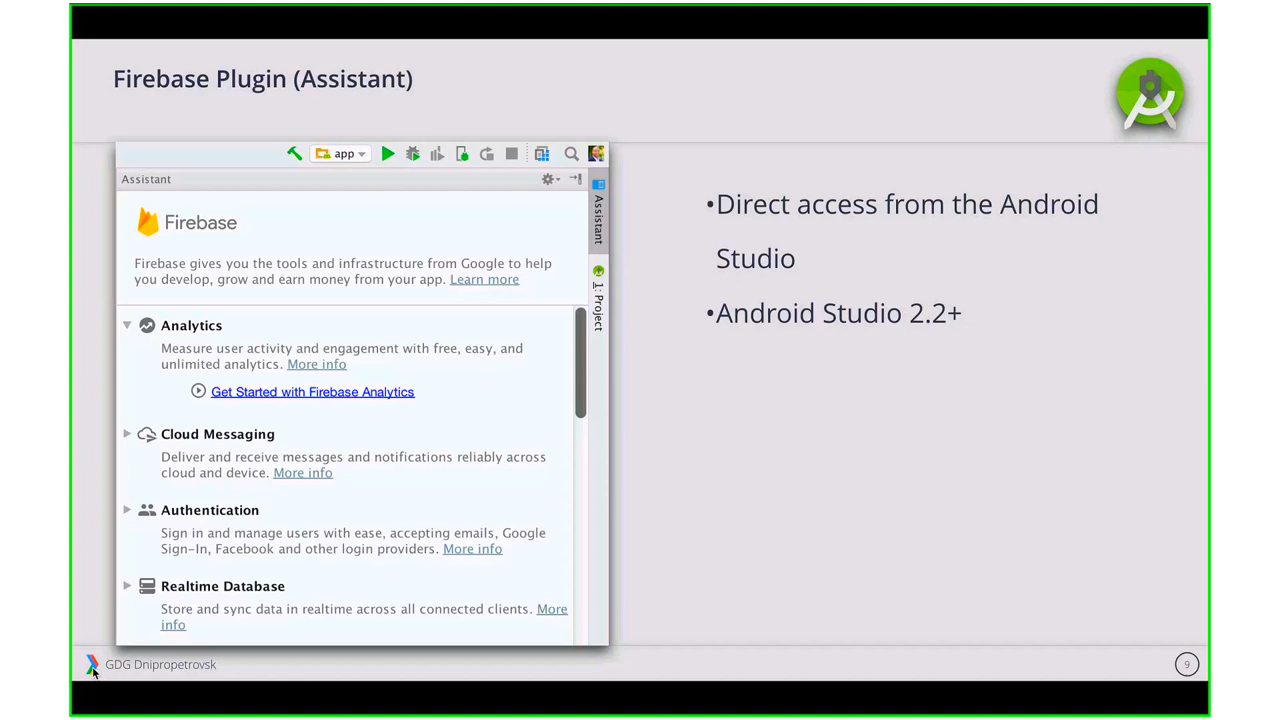 Firebase Plugin (Assistant)
app
Assistant
Firebase
Firebase gives you the tools and infrastructure from Google to help
you develop, grow and earn money from your app. Learn more
Analytics
Measure user activity and engagement with free, easy, and
unlimited analytics. More info
Get Started with Firebase Analytics
Cloud Messaging
Deliver and receive messages and notifications reliably across
cloud and device. More info
Authentication
Sign in and manage users with ease, accepting emails, Google
Sign-In, Facebook and other login providers. More info
Realtime Database
Store and sync data in realtime across all connected clients. More
info
Assistant
1: Project
•Direct access from the Android
Studio
•Android Studio 2.2+
GDG Dnipropetrovsk
9